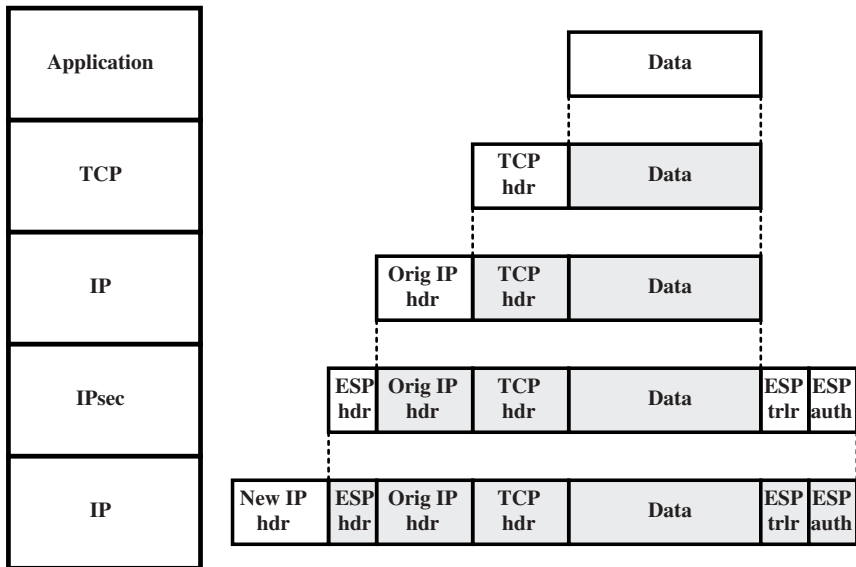 Application
Data
TCP
TCP
hdr
Data
IP
Orig IP
hdr
TCP
hdr
Data
IPsec
ESP
hdr
Orig IP
hdr
TCP
hdr
Data
ESP
trlr
ESP
auth
IP
New IP
hdr
ESP
hdr
Orig IP
hdr
TCP
hdr
Data
ESP
trlr
ESP
auth